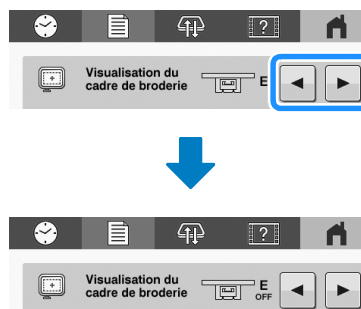 ?
Visualisation du
cadre de broderie
E
?
Visualisation du
cadre de broderie
E
OFF